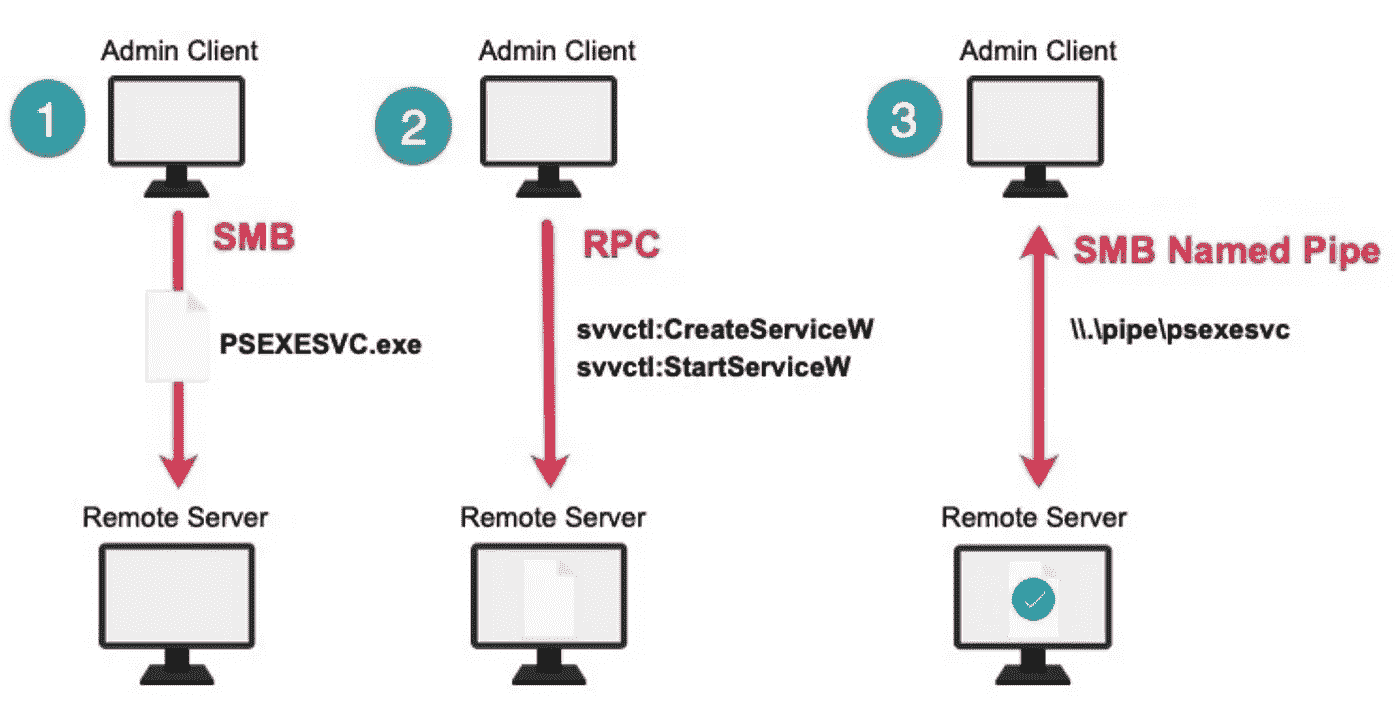 Admin Client
1
SMB
PSEXESVC.exe
Remote Server
Admin Client
2
RPC
svvctl:CreateServiceW
svvctl:StartServiceW
Remote Server
Admin Client
3
SMB Named Pipe
\\.\pipe\psexesvc
Remote Server